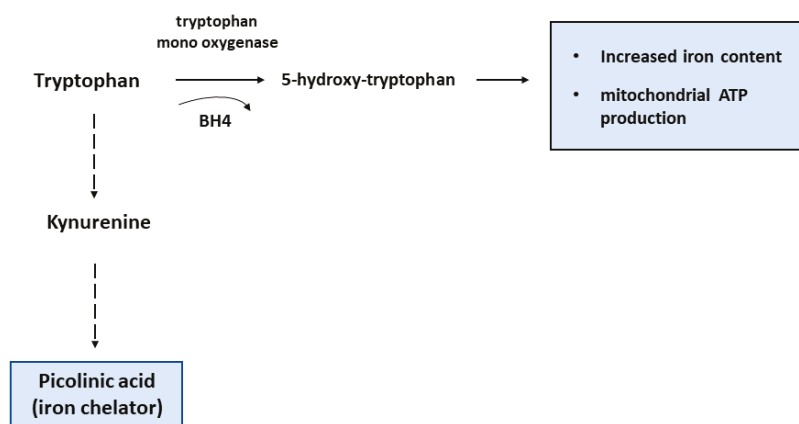 tryptophan
mono oxygenase
Tryptophan
5-hydroxy-tryptophan
BH4
• Increased iron content
• mitochondrial ATP
production
Kynurenine
Picolinic acid
(iron chelator)